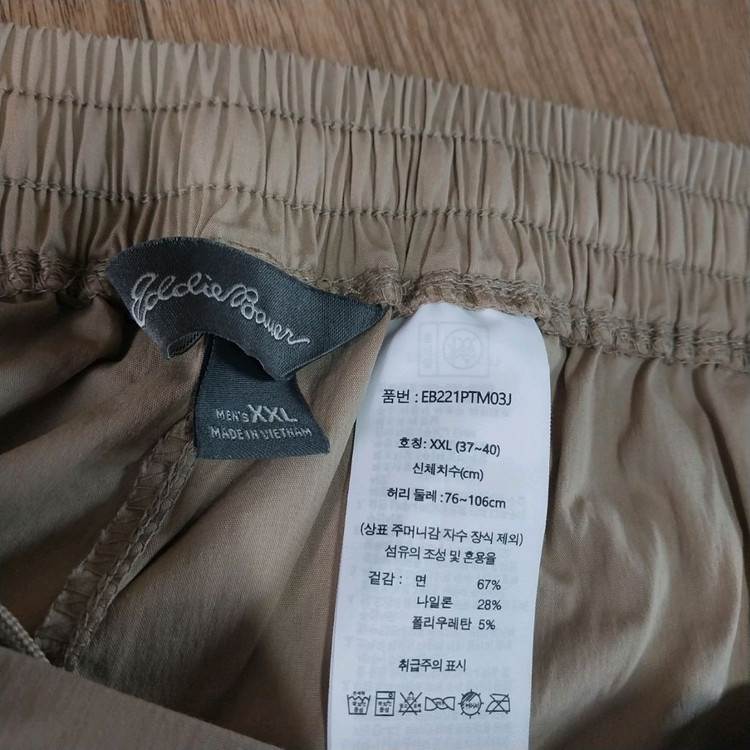 goldieBauer
MEN'S XXL
MADE IN VIETNAM
품번 : EB221PTM03J
호칭: XXL (37~40)
신체치수(cm)
허리 둘레 :76~106cm
(상표 주머니감 자수 장식 제외)
섬유의 조성 및 혼용율
겉감 : 면 67%
나일론 28%
폴리우레탄 5%
취급주의 표시